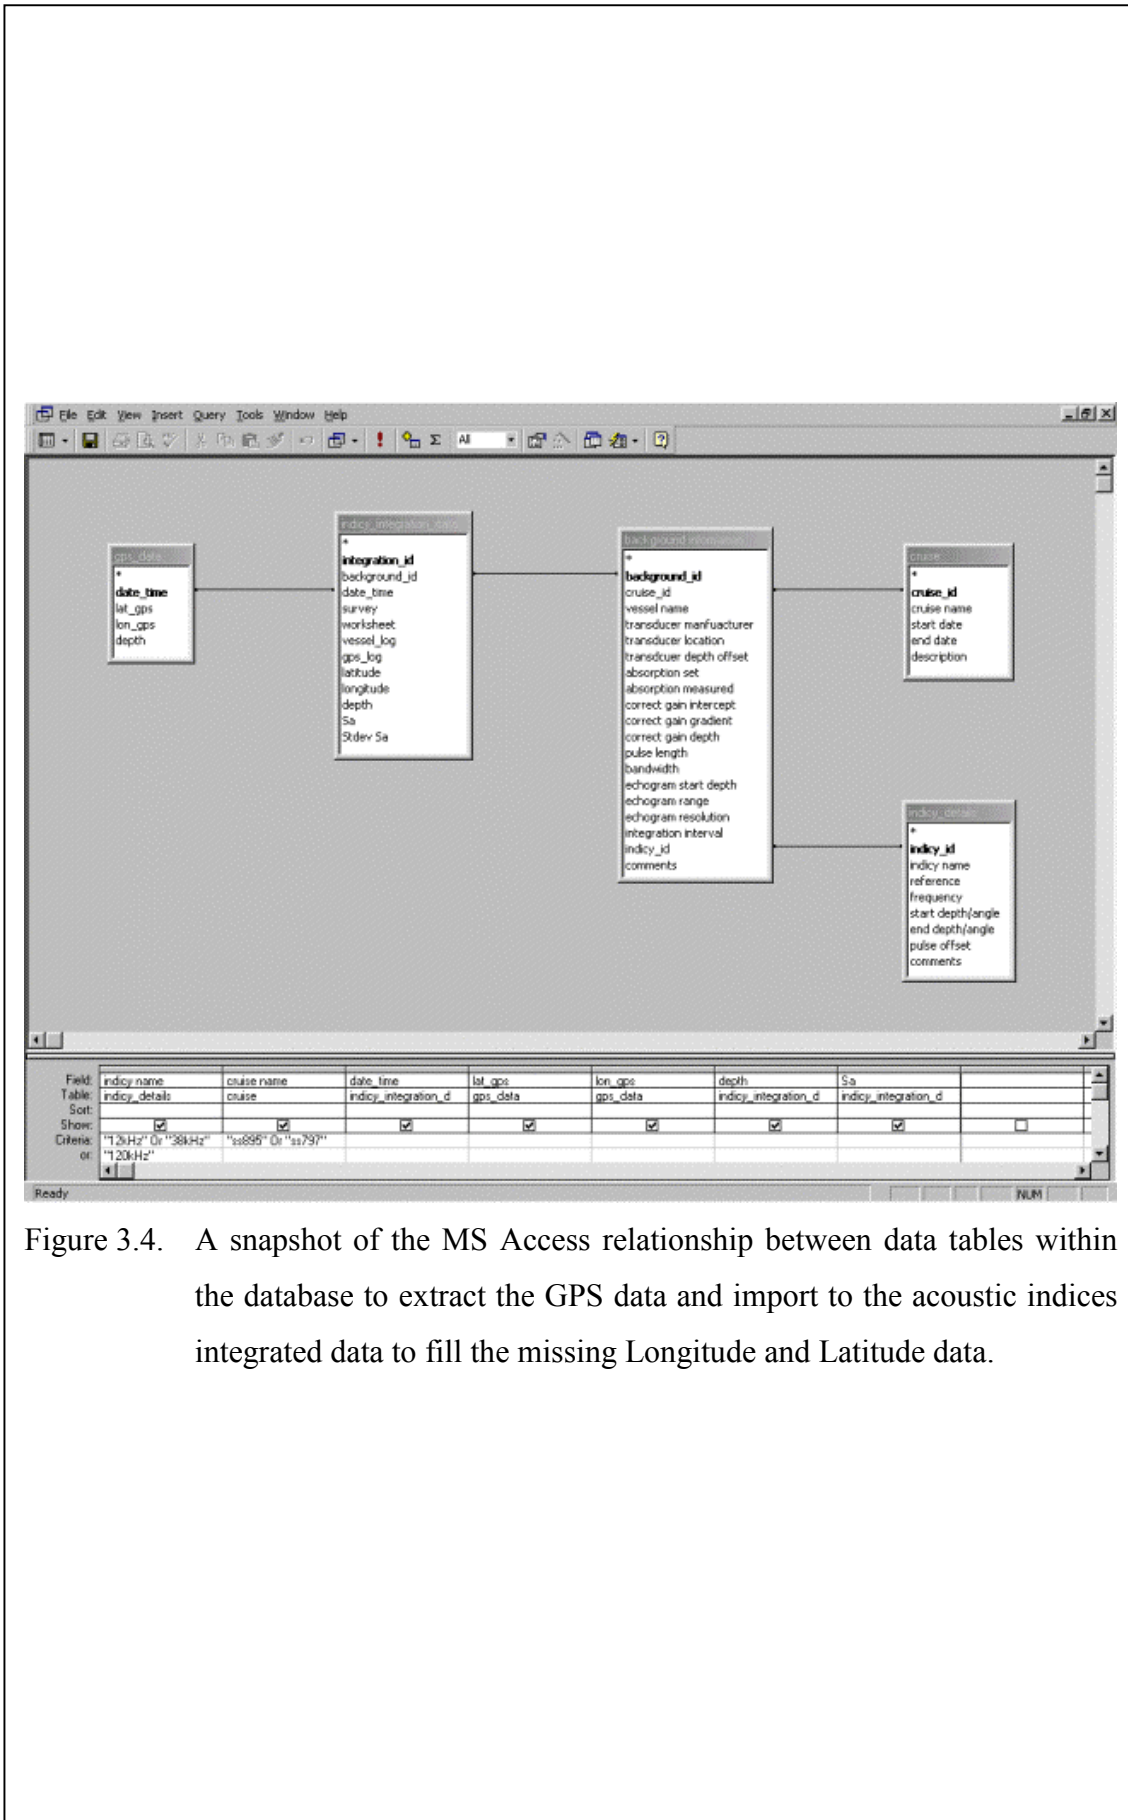 File Edit View Insert Query Tools Window Help
All
gps_data
*
date_time
lat_gps
lon_gps
depth
indicy_integration_data
*
integration_id
background_id
date_time
survey
worksheet
vessel_log
gps_log
latitude
longitude
depth
Sa
Stdev Sa
background information
*
background_id
cruise_id
vessel name
transducer manfuacturer
transducer location
transdcuer depth offset
absorption set
absorption measured
correct gain intercept
correct gain gradient
correct gain depth
pulse length
bandwidth
echogram start depth
echogram range
echogram resolution
integration interval
indicy_id
comments
cruise
*
cruise_id
cruise name
start date
end date
description
indicy_details
*
indicy_id
indicy name
reference
frequency
start depth/angle
end depth/angle
pulse offset
comments
Field: indicy name cruise name date_time lat_gps lon_gps depth Sa
Table: indicy_details cruise indicy_integration_d gps_data gps_data indicy_integration_d indicy_integration_d
Sort:
Show:
Criteria: "12kHz" Or "38kHz" "ss895" Or "ss797"
or: "120kHz"
Ready NUM
Figure 3.4. A snapshot of the MS Access relationship between data tables within
the database to extract the GPS data and import to the acoustic indices
integrated data to fill the missing Longitude and Latitude data.